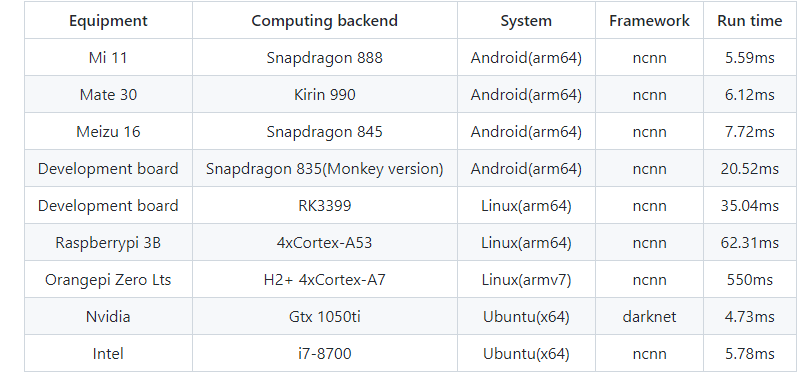 Equipment Computing backend System Framework Run time
Mi 11 Snapdragon 888 Android(arm64) ncnn 5.59ms
Mate 30 Kirin 990 Android(arm64) ncnn 6.12ms
Meizu 16 Snapdragon 845 Android(arm64) ncnn 7.72ms
Development board Snapdragon 835(Monkey version) Android(arm64) ncnn 20.52ms
Development board RK3399 Linux(arm64) ncnn 35.04ms
Raspberrypi 3B 4xCortex-A53 Linux(arm64) ncnn 62.31ms
Orangepi Zero Lts H2+ 4xCortex-A7 Linux(armv7) ncnn 550ms
Nvidia Gtx 1050ti Ubuntu(x64) darknet 4.73ms
Intel i7-8700 Ubuntu(x64) ncnn 5.78ms